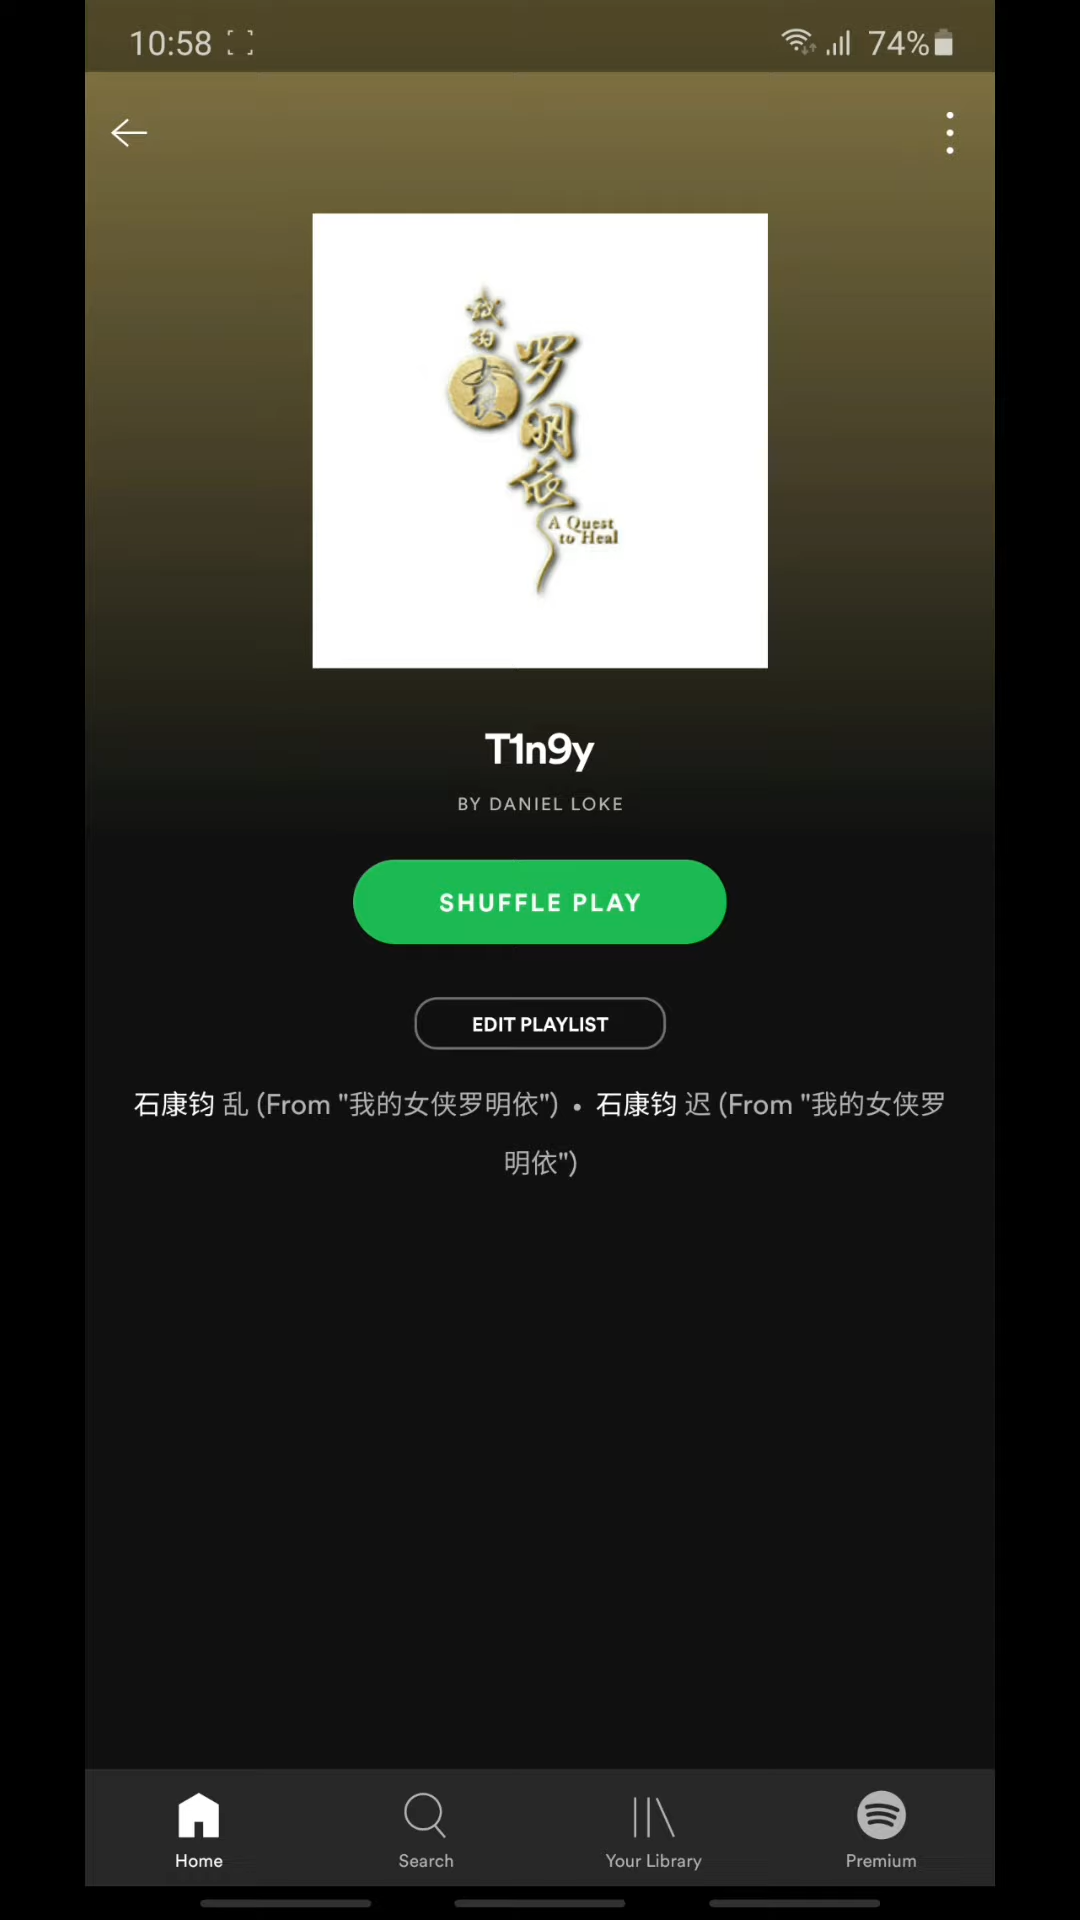 10:58
74%
我的
女侠
罗明依
A Quest
to Heal
T1n9y
BY DANIEL LOKE
SHUFFLE PLAY
EDIT PLAYLIST
石康钧 乱 (From "我的女侠罗明依") • 石康钧 迟 (From "我的女侠罗
明依")
Home
Search
Your Library
Premium